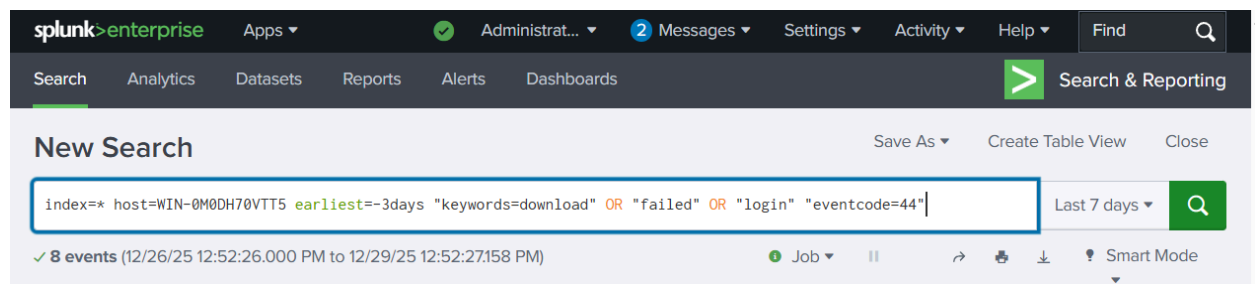 splunk>enterprise Apps Administrat... 2 Messages Settings Activity Help Find
Search Analytics Datasets Reports Alerts Dashboards Search & Reporting
New Search Save As Create Table View Close
index=* host=WIN-0M0DH70VTT5 earliest=-3days "keywords=download" OR "failed" OR "login" "eventcode=44" Last 7 days
8 events (12/26/25 12:52:26.000 PM to 12/29/25 12:52:27.158 PM) Job Smart Mode